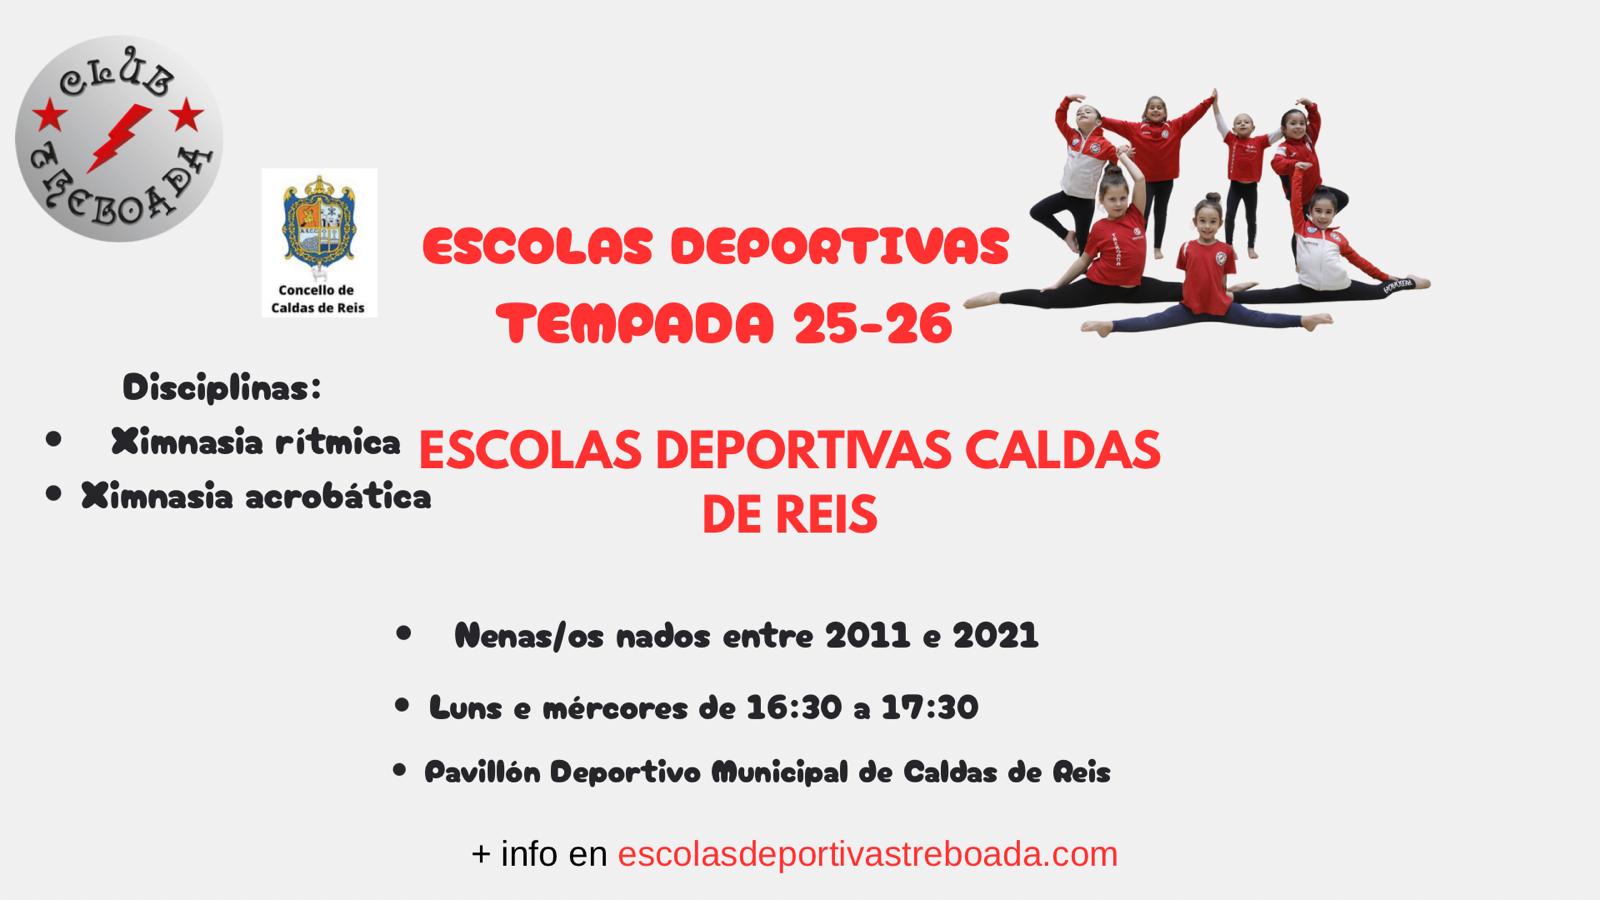 CLUB
TREBOADA
Concello de
Caldas de Reis
ESCOLAS DEPORTIVAS
TEMPADA 25-26
Disciplinas:
• Ximnasia rítmica
• Ximnasia acrobática
ESCOLAS DEPORTIVAS CALDAS
DE REIS
• Nenas/os nados entre 2011 e 2021
• Luns e mércores de 16:30 a 17:30
• Pavillón Deportivo Municipal de Caldas de Reis
+ info en escolasdeportivastreboada.com